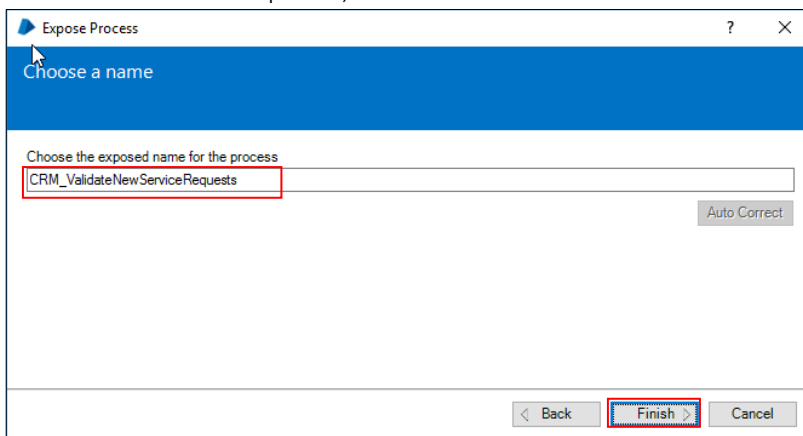 Expose Process ? ×
Choose a name
Choose the exposed name for the process
CRM_ValidateNewServiceRequests
Auto Correct
Back Finish Cancel